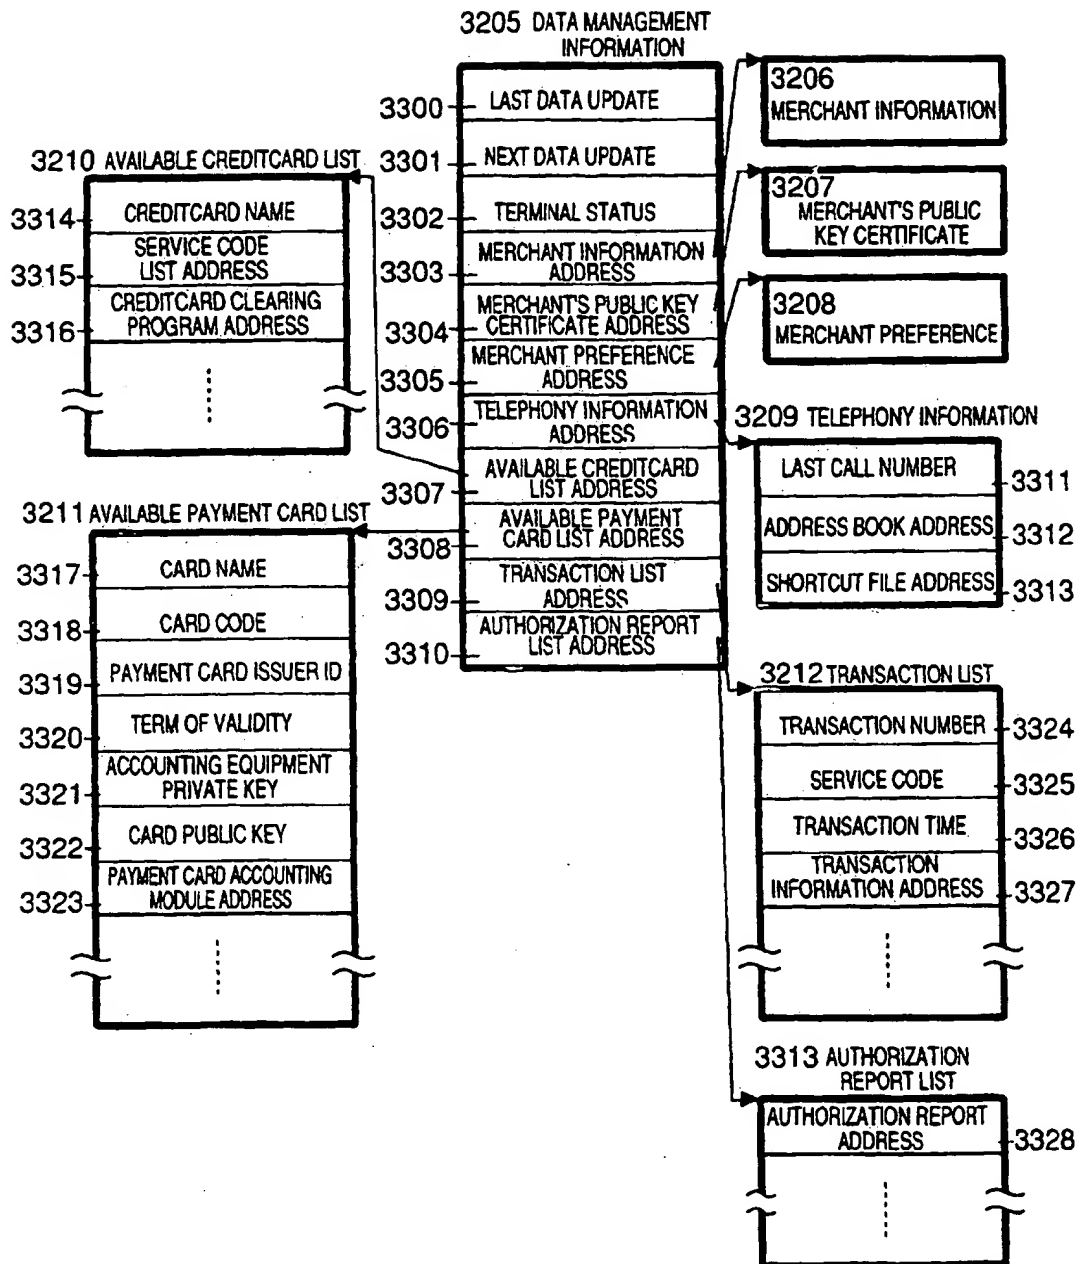 3205 DATA MANAGEMENT
INFORMATION
3300 LAST DATA UPDATE
3301 NEXT DATA UPDATE
3302 TERMINAL STATUS
3303 MERCHANT INFORMATION
ADDRESS
3304 MERCHANT'S PUBLIC KEY
CERTIFICATE ADDRESS
3305 MERCHANT PREFERENCE
ADDRESS
3306 TELEPHONY INFORMATION
ADDRESS
3307 AVAILABLE CREDITCARD
LIST ADDRESS
3308 AVAILABLE PAYMENT
CARD LIST ADDRESS
3309 TRANSACTION LIST
ADDRESS
3310 AUTHORIZATION REPORT
LIST ADDRESS
3210 AVAILABLE CREDITCARD LIST
3314 CREDITCARD NAME
3315 SERVICE CODE
LIST ADDRESS
3316 CREDITCARD CLEARING
PROGRAM ADDRESS
3211 AVAILABLE PAYMENT CARD LIST
3317 CARD NAME
3318 CARD CODE
3319 PAYMENT CARD ISSUER ID
3320 TERM OF VALIDITY
3321 ACCOUNTING EQUIPMENT
PRIVATE KEY
3322 CARD PUBLIC KEY
3323 PAYMENT CARD ACCOUNTING
MODULE ADDRESS
3206
MERCHANT INFORMATION
3207
MERCHANT'S PUBLIC
KEY CERTIFICATE
3208
MERCHANT PREFERENCE
3209 TELEPHONY INFORMATION
LAST CALL NUMBER 3311
ADDRESS BOOK ADDRESS 3312
SHORTCUT FILE ADDRESS 3313
3212 TRANSACTION LIST
TRANSACTION NUMBER 3324
SERVICE CODE 3325
TRANSACTION TIME 3326
TRANSACTION
INFORMATION ADDRESS 3327
3313 AUTHORIZATION
REPORT LIST
AUTHORIZATION REPORT
ADDRESS 3328